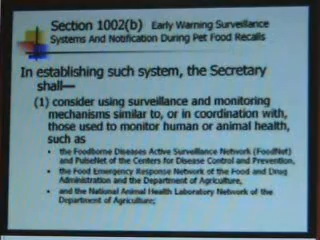 Section 1002(b) Early Warning Surveillance
Systems And Notification During Pet Food Recalls
In establishing such system, the Secretary
shall—
(1) consider using surveillance and monitoring
mechanisms similar to, or in coordination with,
those used to monitor human or animal health,
such as
• the Foodborne Diseases Active Surveillance Network (FoodNet)
and PulseNet of the Centers for Disease Control and Prevention,
• the Food Emergency Response Network of the Food and Drug
Administration and the Department of Agriculture,
• and the National Animal Health Laboratory Network of the
Department of Agriculture;